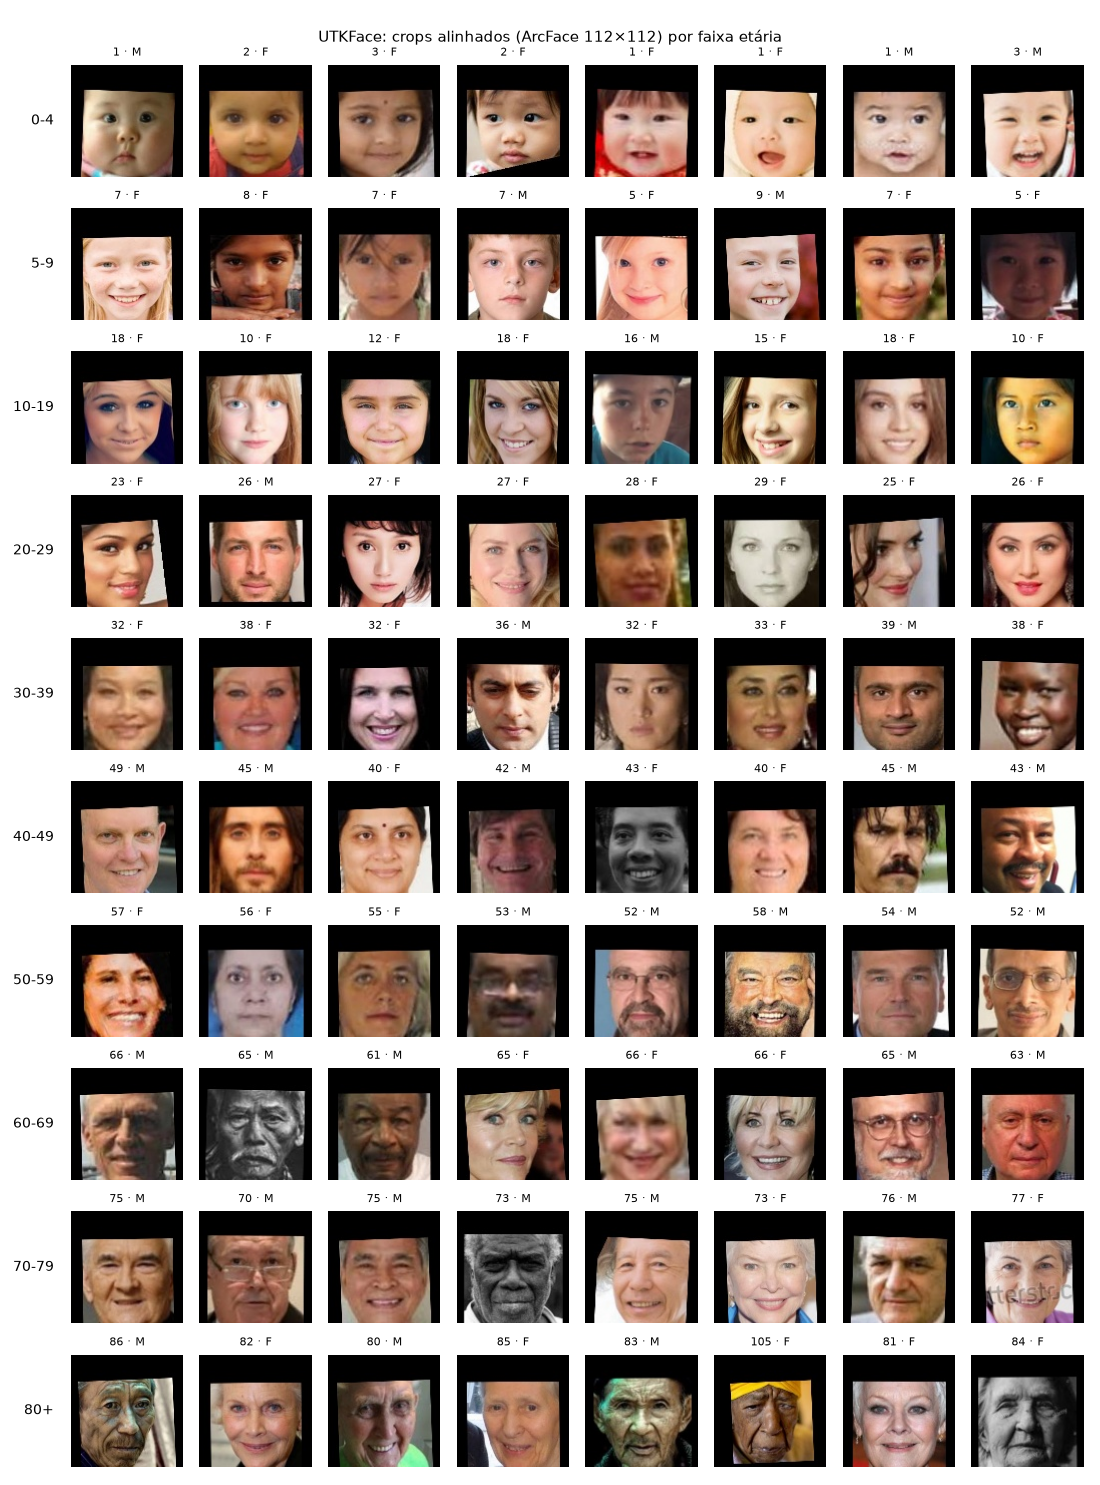 UTKFace: crops alinhados (ArcFace 112×112) por faixa etária
1 · M 2 · F 3 · F 2 · F 1 · F 1 · F 1 · M 3 · M
0-4
7 · F 8 · F 7 · F 7 · M 5 · F 9 · M 7 · F 5 · F
5-9
18 · F 10 · F 12 · F 18 · F 16 · M 15 · F 18 · F 10 · F
10-19
23 · F 26 · M 27 · F 27 · F 28 · F 29 · F 25 · F 26 · F
20-29
32 · F 38 · F 32 · F 36 · M 32 · F 33 · F 39 · M 38 · F
30-39
49 · M 45 · M 40 · F 42 · M 43 · F 40 · F 45 · M 43 · M
40-49
57 · F 56 · F 55 · F 53 · M 52 · M 58 · M 54 · M 52 · M
50-59
66 · M 65 · M 61 · M 65 · F 66 · F 66 · F 65 · M 63 · M
60-69
75 · M 70 · M 75 · M 73 · M 75 · M 73 · F 76 · M 77 · F
70-79
tterstoc
86 · M 82 · F 80 · M 85 · F 83 · M 105 · F 81 · F 84 · F
80+